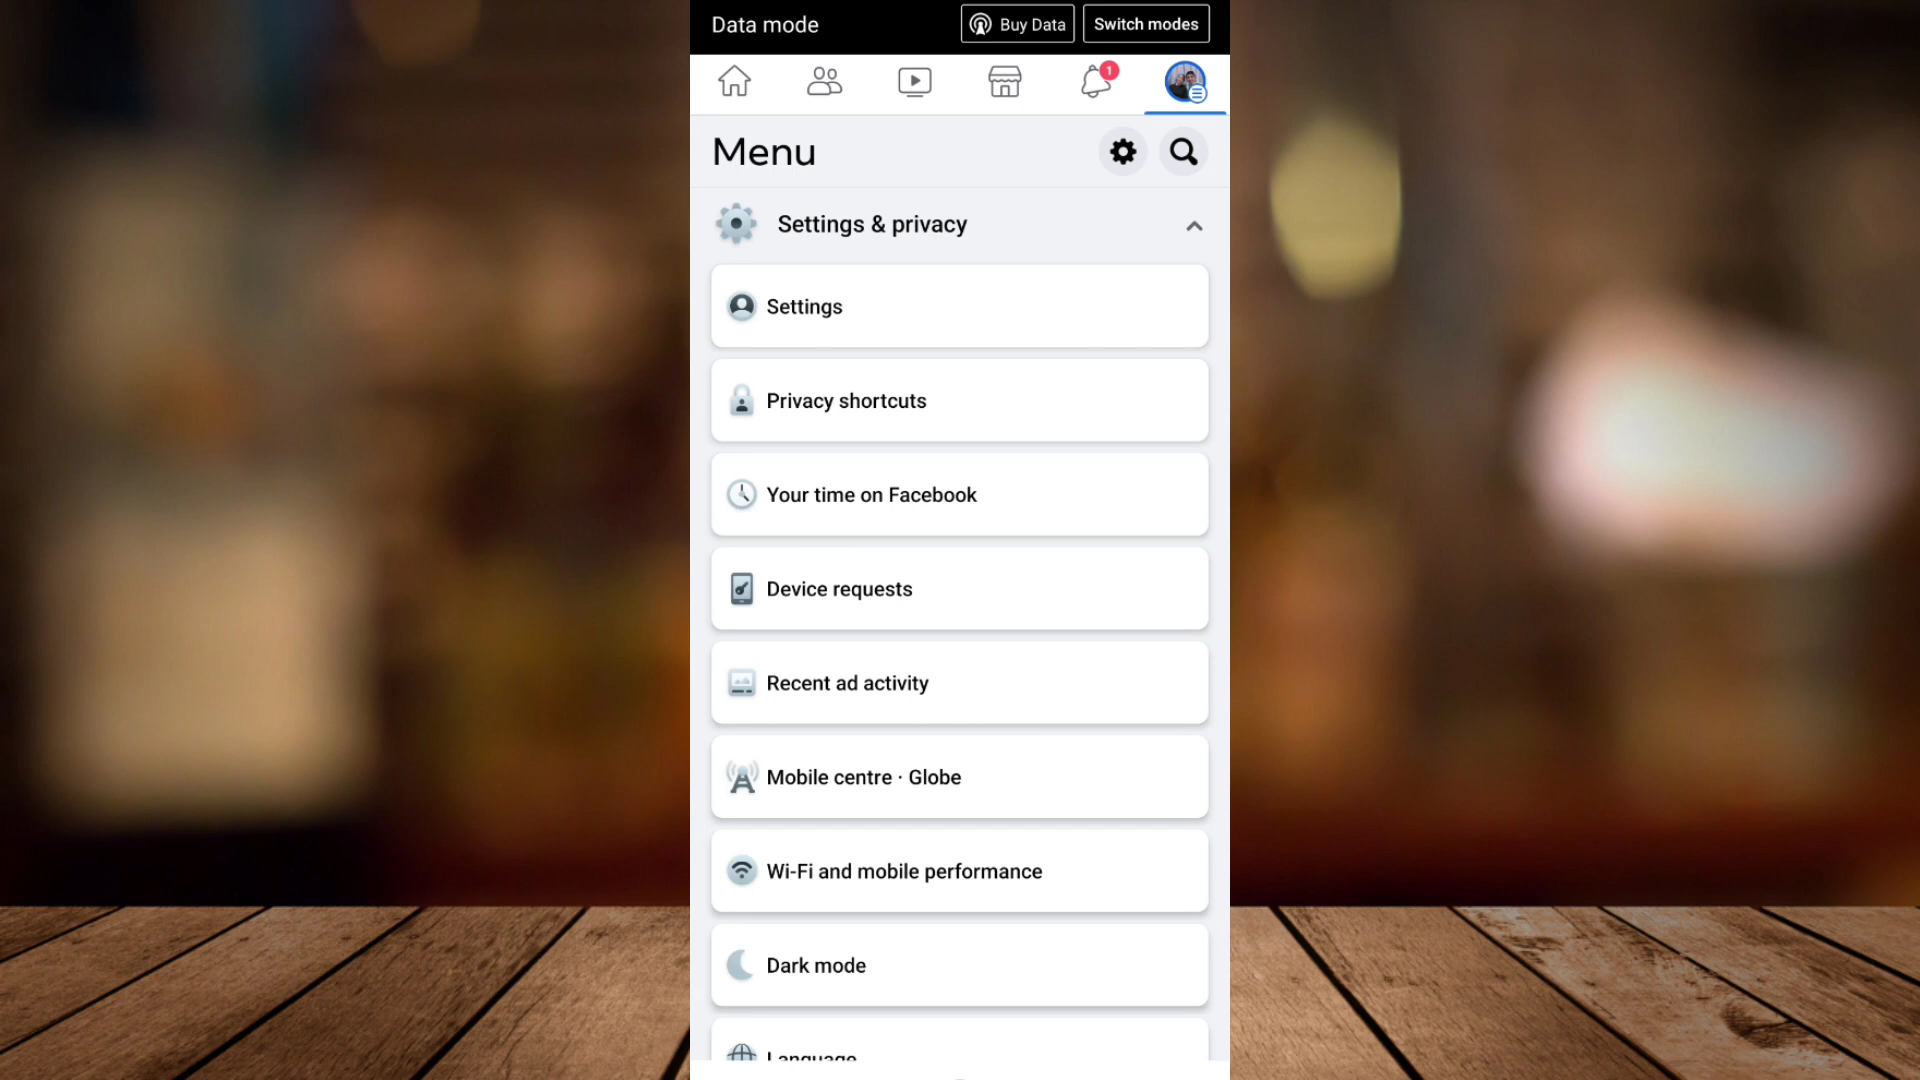 Data mode
Buy Data
Switch modes
1
Menu
Settings & privacy
Settings
Privacy shortcuts
Your time on Facebook
Device requests
Recent ad activity
Mobile centre · Globe
Wi-Fi and mobile performance
Dark mode
Language